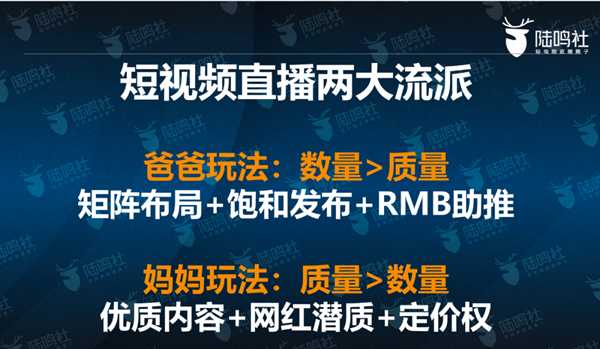 陆鸣社
短视频直播两大流派
爸爸玩法：数量>质量
矩阵布局+饱和发布+RMB助推
妈妈玩法：质量>数量
优质内容+网红潜质+定价权